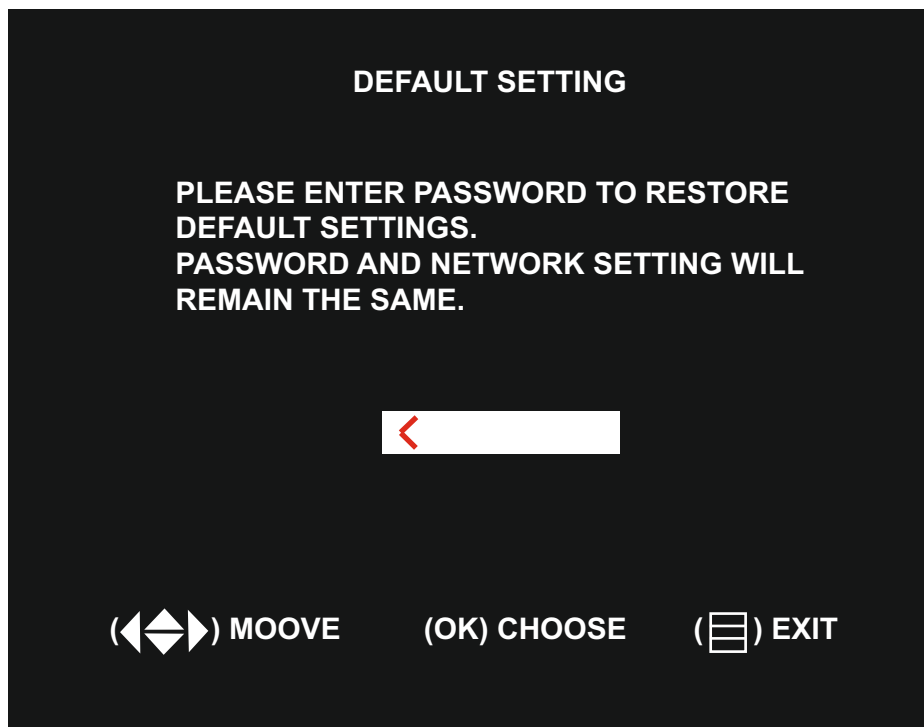 DEFAULT SETTING
PLEASE ENTER PASSWORD TO RESTORE
DEFAULT SETTINGS.
PASSWORD AND NETWORK SETTING WILL
REMAIN THE SAME.
() MOOVE (OK) CHOOSE () EXIT